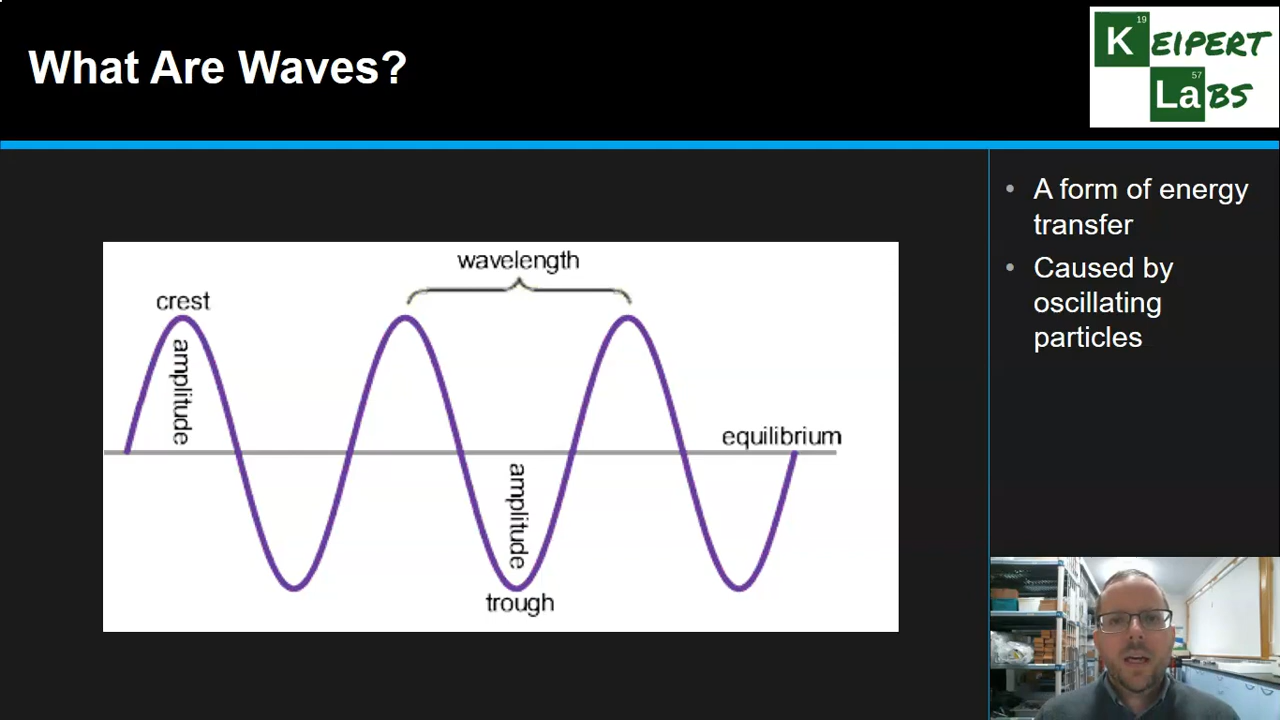 What Are Waves?
19
K EIPERT
57
LaBS
A form of energy
transfer
Caused by
oscillating
particles
wavelength
crest
amplitude
equilibrium
amplitude
trough